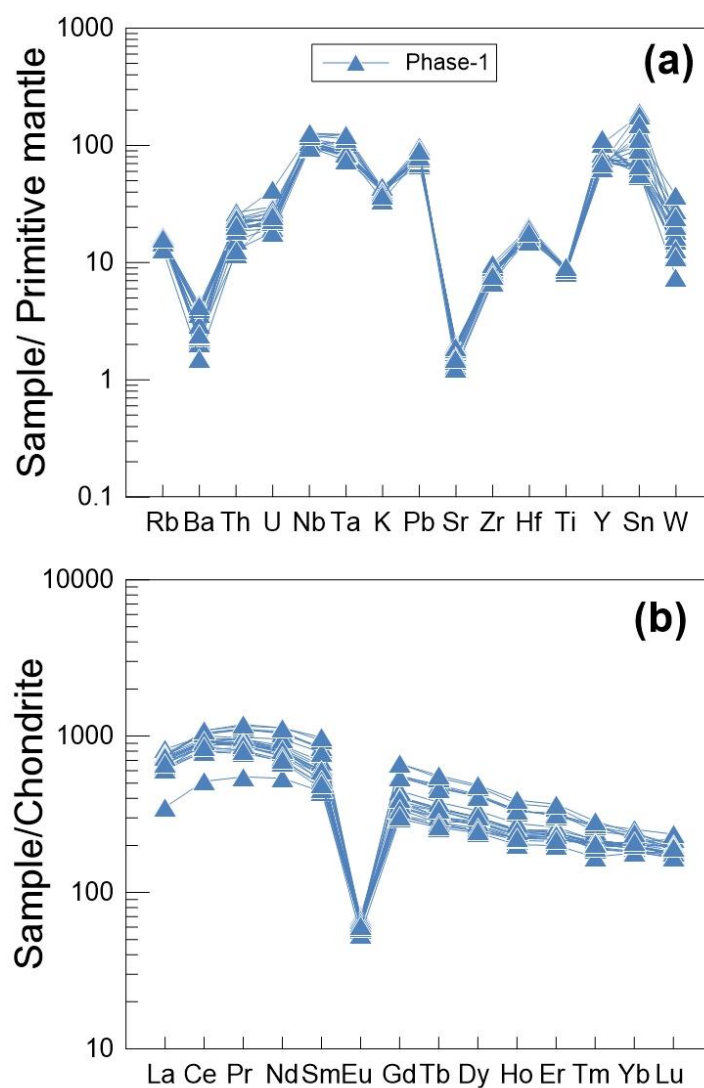 (a)
Phase-1
Sample/ Primitive mantle
1000
100
10
1
0.1
Rb Ba Th U Nb Ta K Pb Sr Zr Hf Ti Y Sn W
(b)
Sample/Chondrite
10000
1000
100
10
La Ce Pr Nd Sm Eu Gd Tb Dy Ho Er Tm Yb Lu